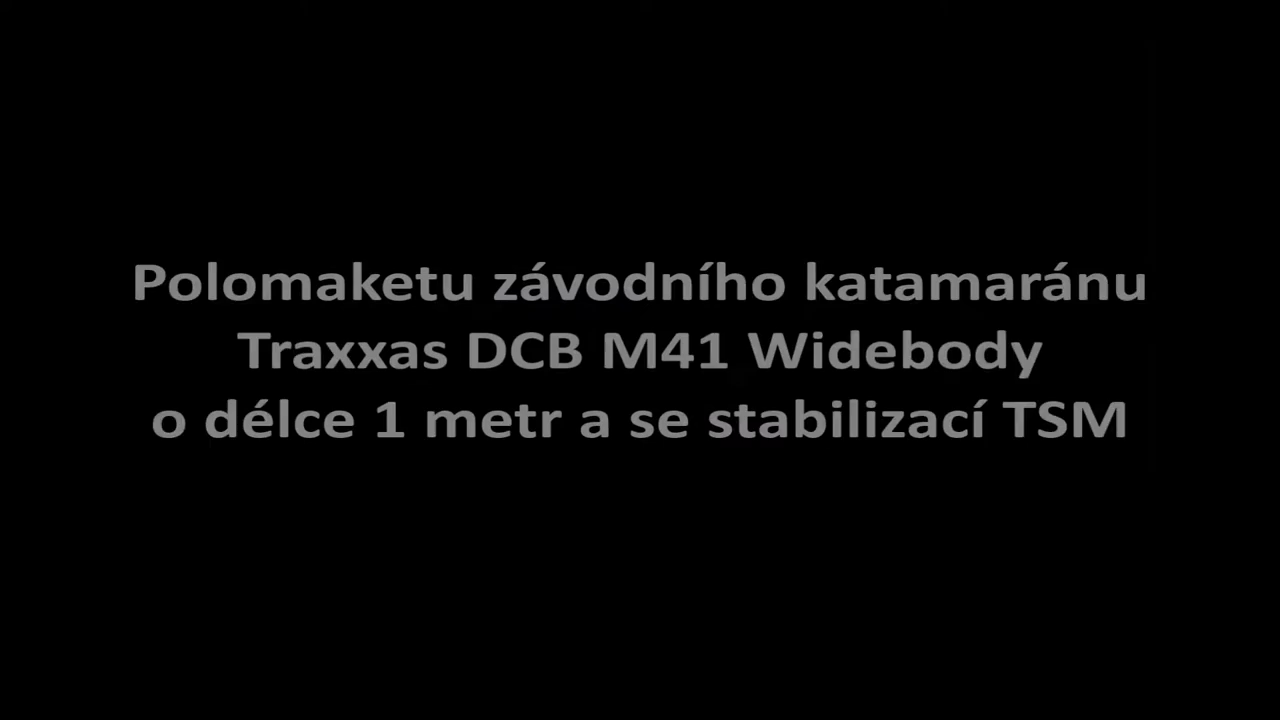 Polomaketu závodního katamaránu
Traxxas DCB M41 Widebody
o délce 1 metr a se stabilizací TSM